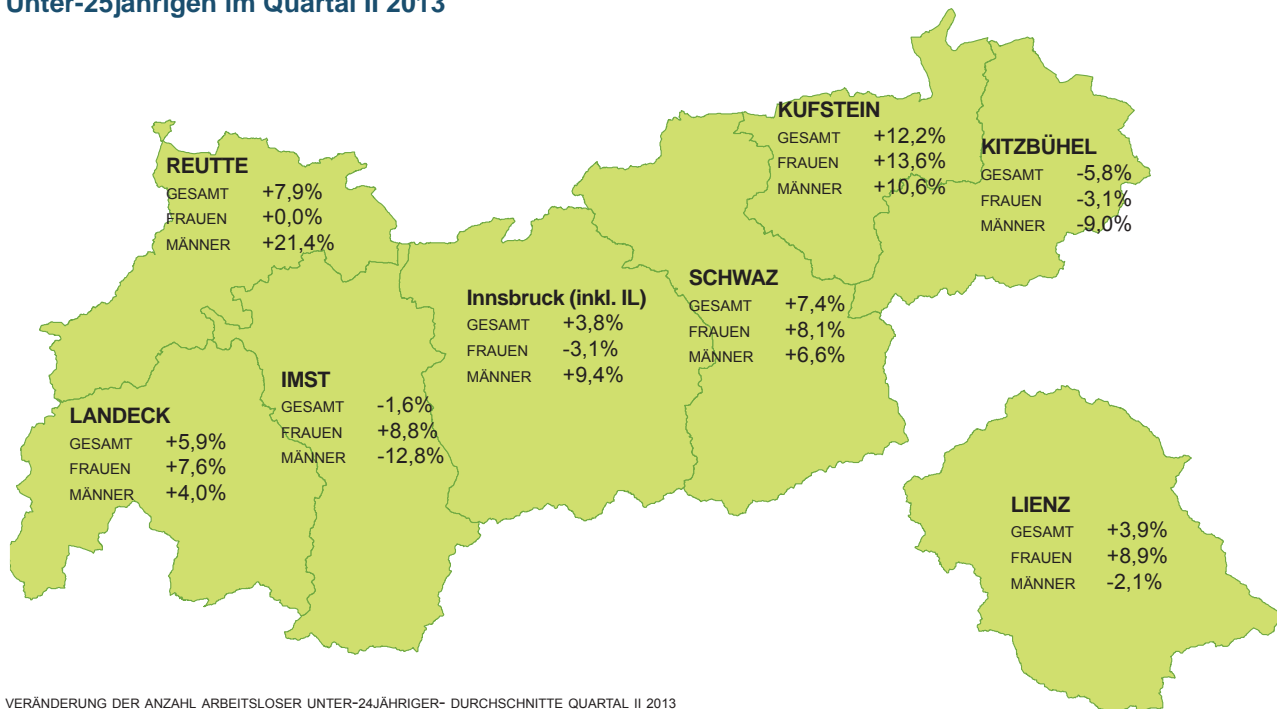 Unter-25jährigen im Quartal II 2013
KUFSTEIN
GESAMT +12,2%
FRAUEN +13,6%
MÄNNER +10,6%
KITZBÜHEL
GESAMT -5,8%
FRAUEN -3,1%
MÄNNER -9,0%
REUTTE
GESAMT +7,9%
FRAUEN +0,0%
MÄNNER +21,4%
SCHWAZ
GESAMT +7,4%
FRAUEN +8,1%
MÄNNER +6,6%
Innsbruck (inkl. IL)
GESAMT +3,8%
FRAUEN -3,1%
MÄNNER +9,4%
IMST
GESAMT -1,6%
FRAUEN +8,8%
MÄNNER -12,8%
LANDECK
GESAMT +5,9%
FRAUEN +7,6%
MÄNNER +4,0%
LIENZ
GESAMT +3,9%
FRAUEN +8,9%
MÄNNER -2,1%
VERÄNDERUNG DER ANZAHL ARBEITSLOSER UNTER-24JÄHRIGER- DURCHSCHNITTE QUARTAL II 2013